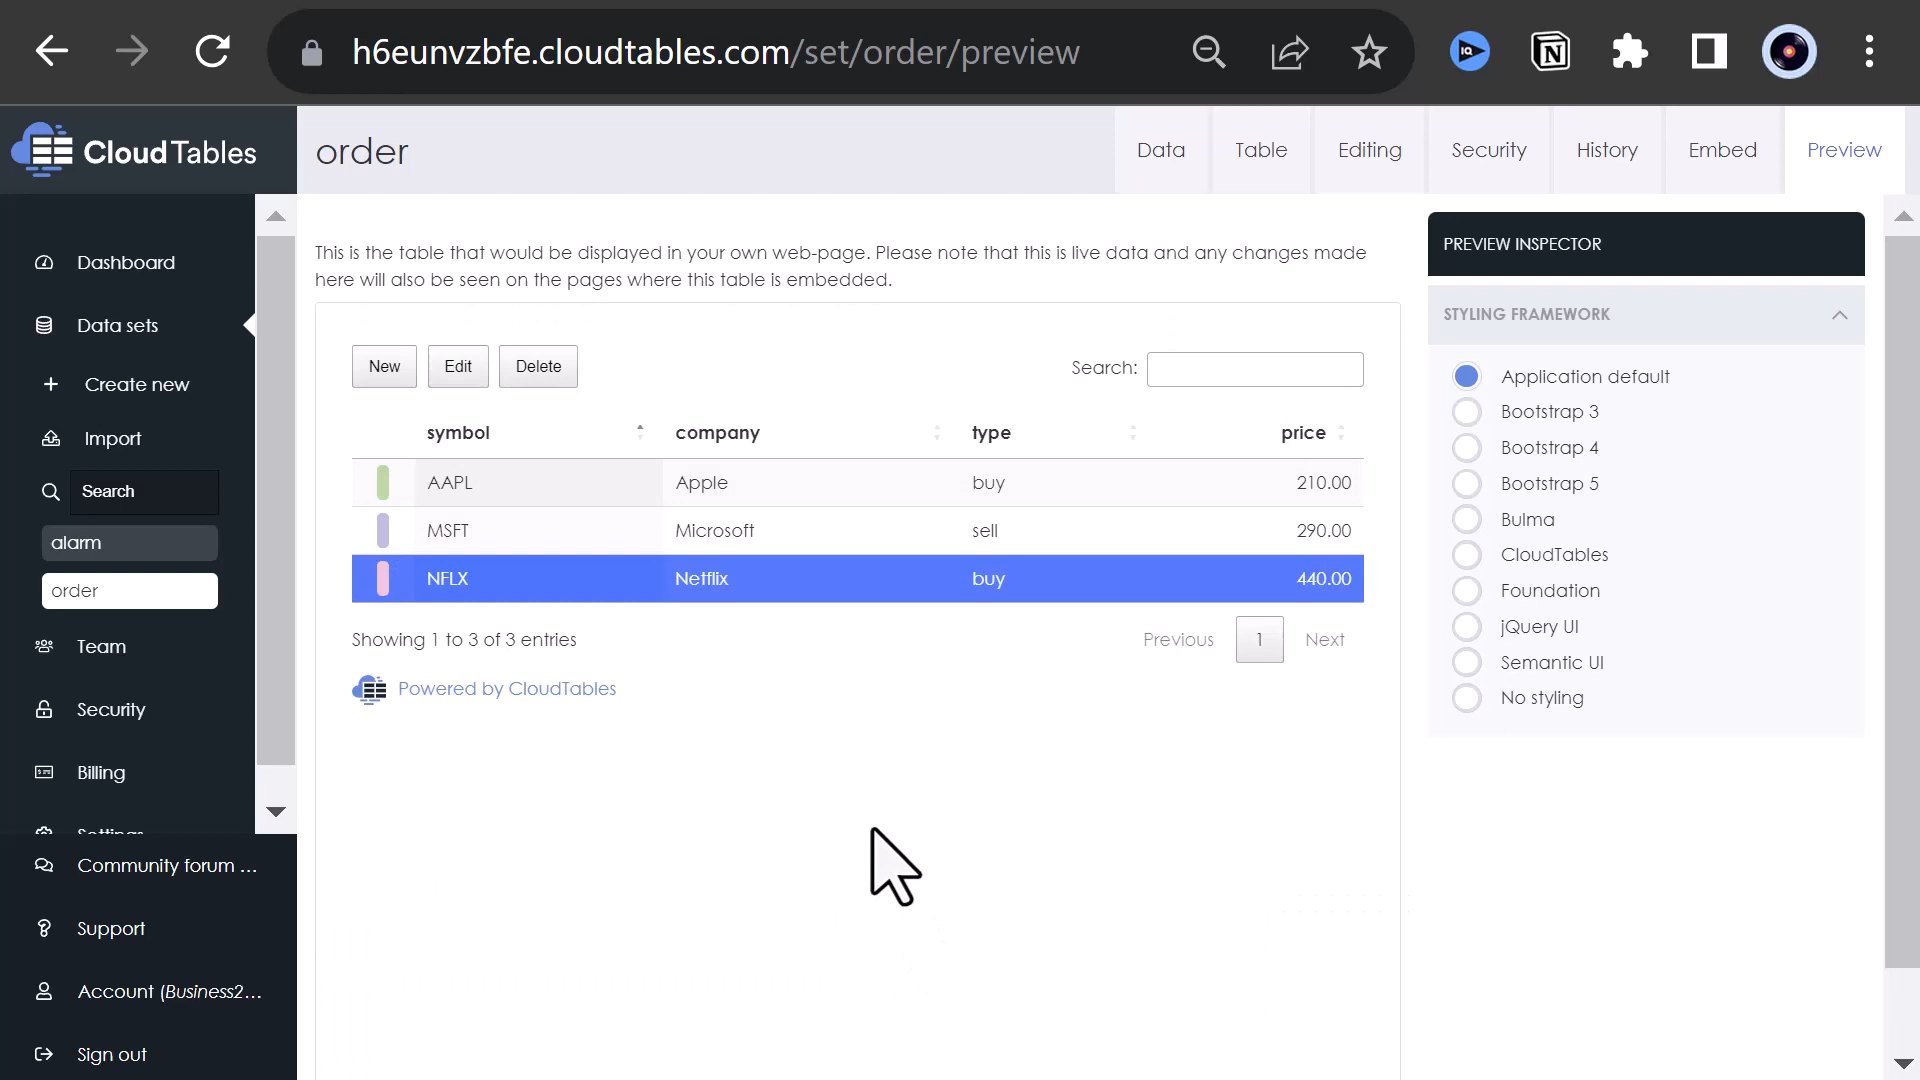 h6eunvzbfe.cloudtables.com/set/order/preview
CloudTables
order
Data
Table
Editing
Security
History
Embed
Preview
Dashboard
Data sets
Create new
Import
Search
alarm
order
Team
Security
Billing
Settings
Community forum ...
Support
Account (Business2...
Sign out
This is the table that would be displayed in your own web-page. Please note that this is live data and any changes made
here will also be seen on the pages where this table is embedded.
New Edit Delete
Search:
symbol company type price
AAPL Apple buy 210.00
MSFT Microsoft sell 290.00
NFLX Netflix buy 440.00
Showing 1 to 3 of 3 entries
Previous 1 Next
Powered by CloudTables
PREVIEW INSPECTOR
STYLING FRAMEWORK
Application default
Bootstrap 3
Bootstrap 4
Bootstrap 5
Bulma
CloudTables
Foundation
jQuery UI
Semantic UI
No styling